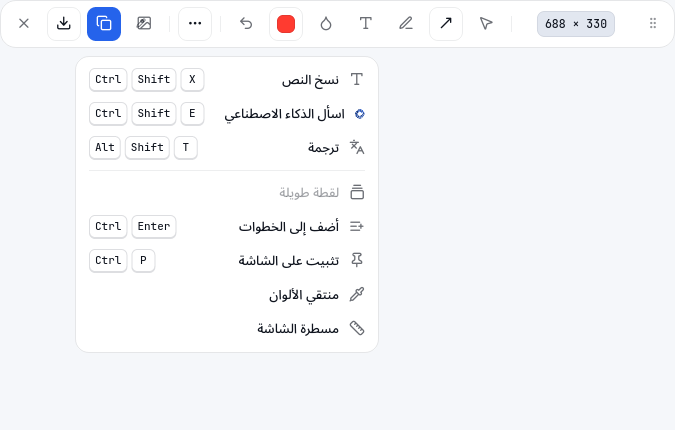 688 × 330
نسخ النص Ctrl Shift X
اسأل الذكاء الاصطناعي Ctrl Shift E
ترجمة Alt Shift T
لقطة طويلة
أضف إلى الخطوات Ctrl Enter
تثبيت على الشاشة Ctrl P
منتقي الألوان
مسطرة الشاشة